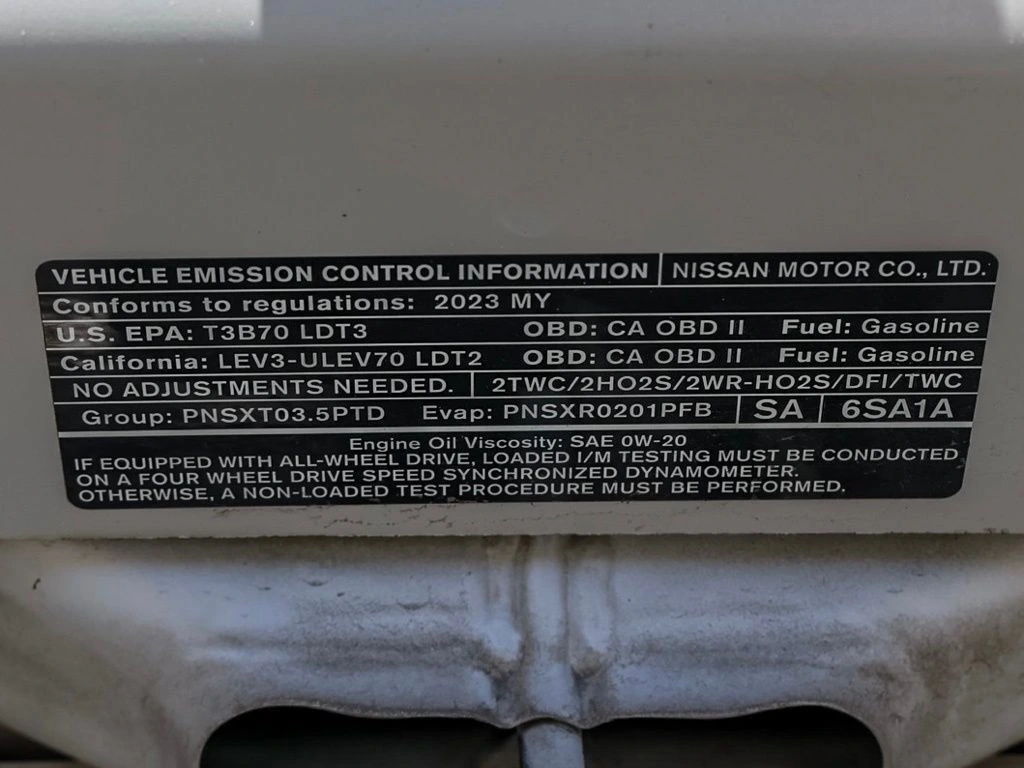 VEHICLE EMISSION CONTROL INFORMATION NISSAN MOTOR CO., LTD.
Conforms to regulations: 2023 MY
U.S. EPA: T3B70 LDT3 OBD: CA OBD II Fuel: Gasoline
California: LEV3-ULEV70 LDT2 OBD: CA OBD II Fuel: Gasoline
NO ADJUSTMENTS NEEDED. 2TWC/2HO2S/2WR-HO2S/DFI/TWC
Group: PNSXT03.5PTD Evap: PNSXR0201PFB SA 6SA1A
Engine Oil Viscosity: SAE 0W-20
IF EQUIPPED WITH ALL-WHEEL DRIVE, LOADED I/M TESTING MUST BE CONDUCTED
ON A FOUR WHEEL DRIVE SPEED SYNCHRONIZED DYNAMOMETER.
OTHERWISE, A NON-LOADED TEST PROCEDURE MUST BE PERFORMED.